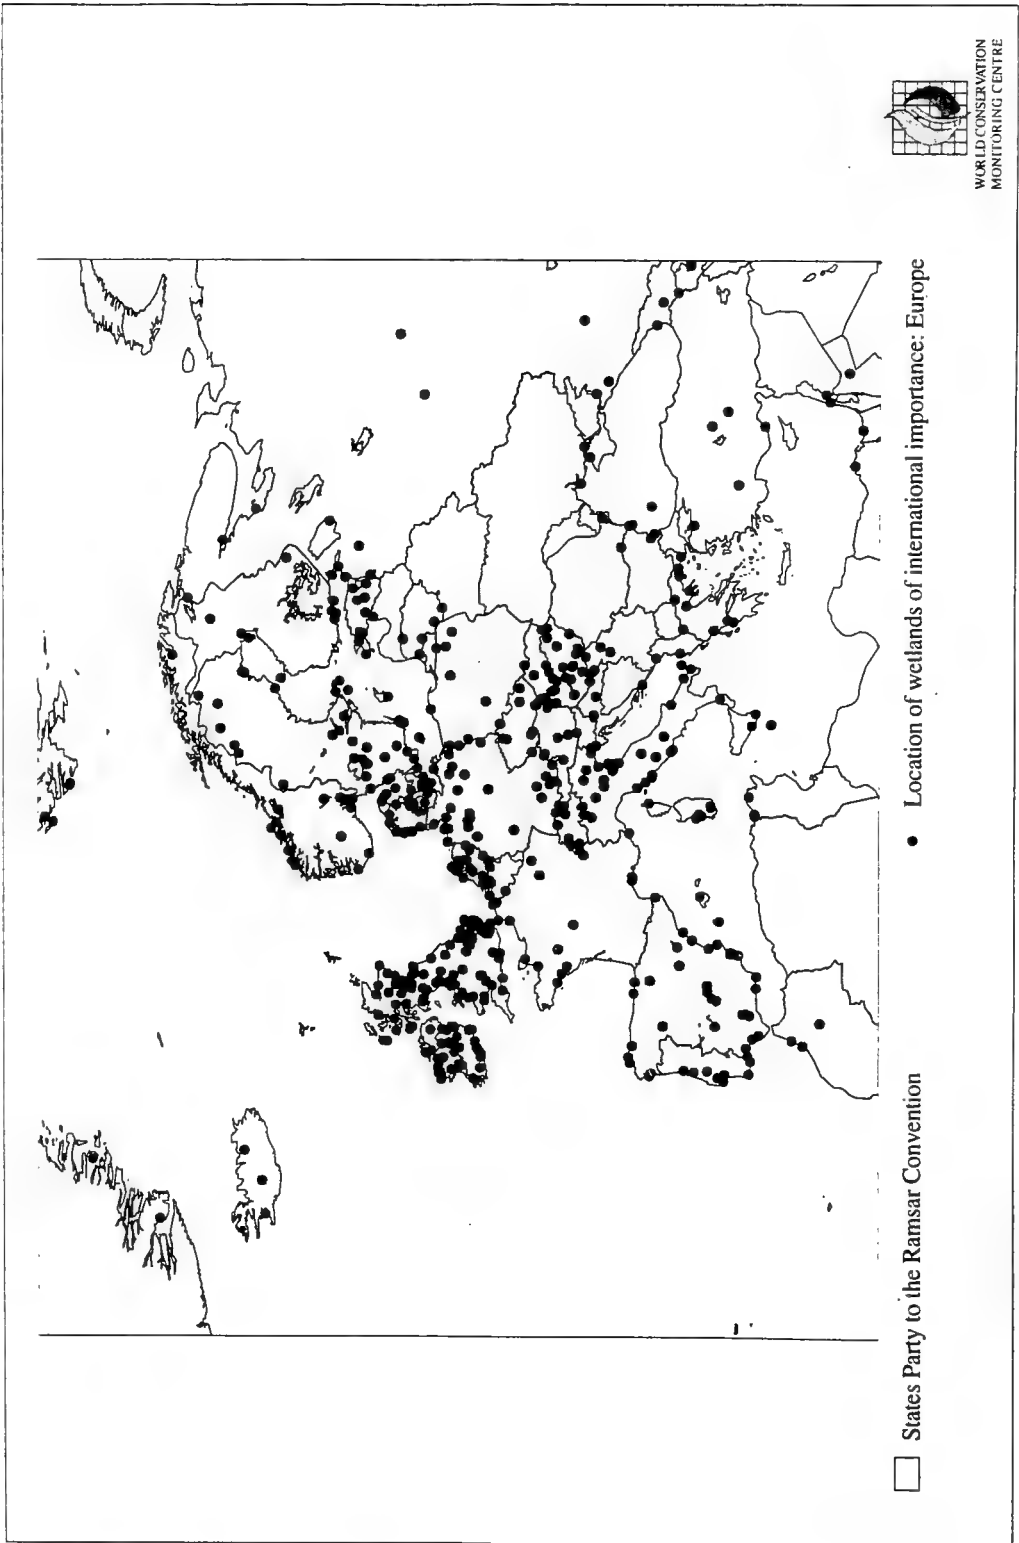 States Party to the Ramsar Convention
Location of wetlands of international importance: Europe
WORLD CONSERVATION
MONITORING CENTRE